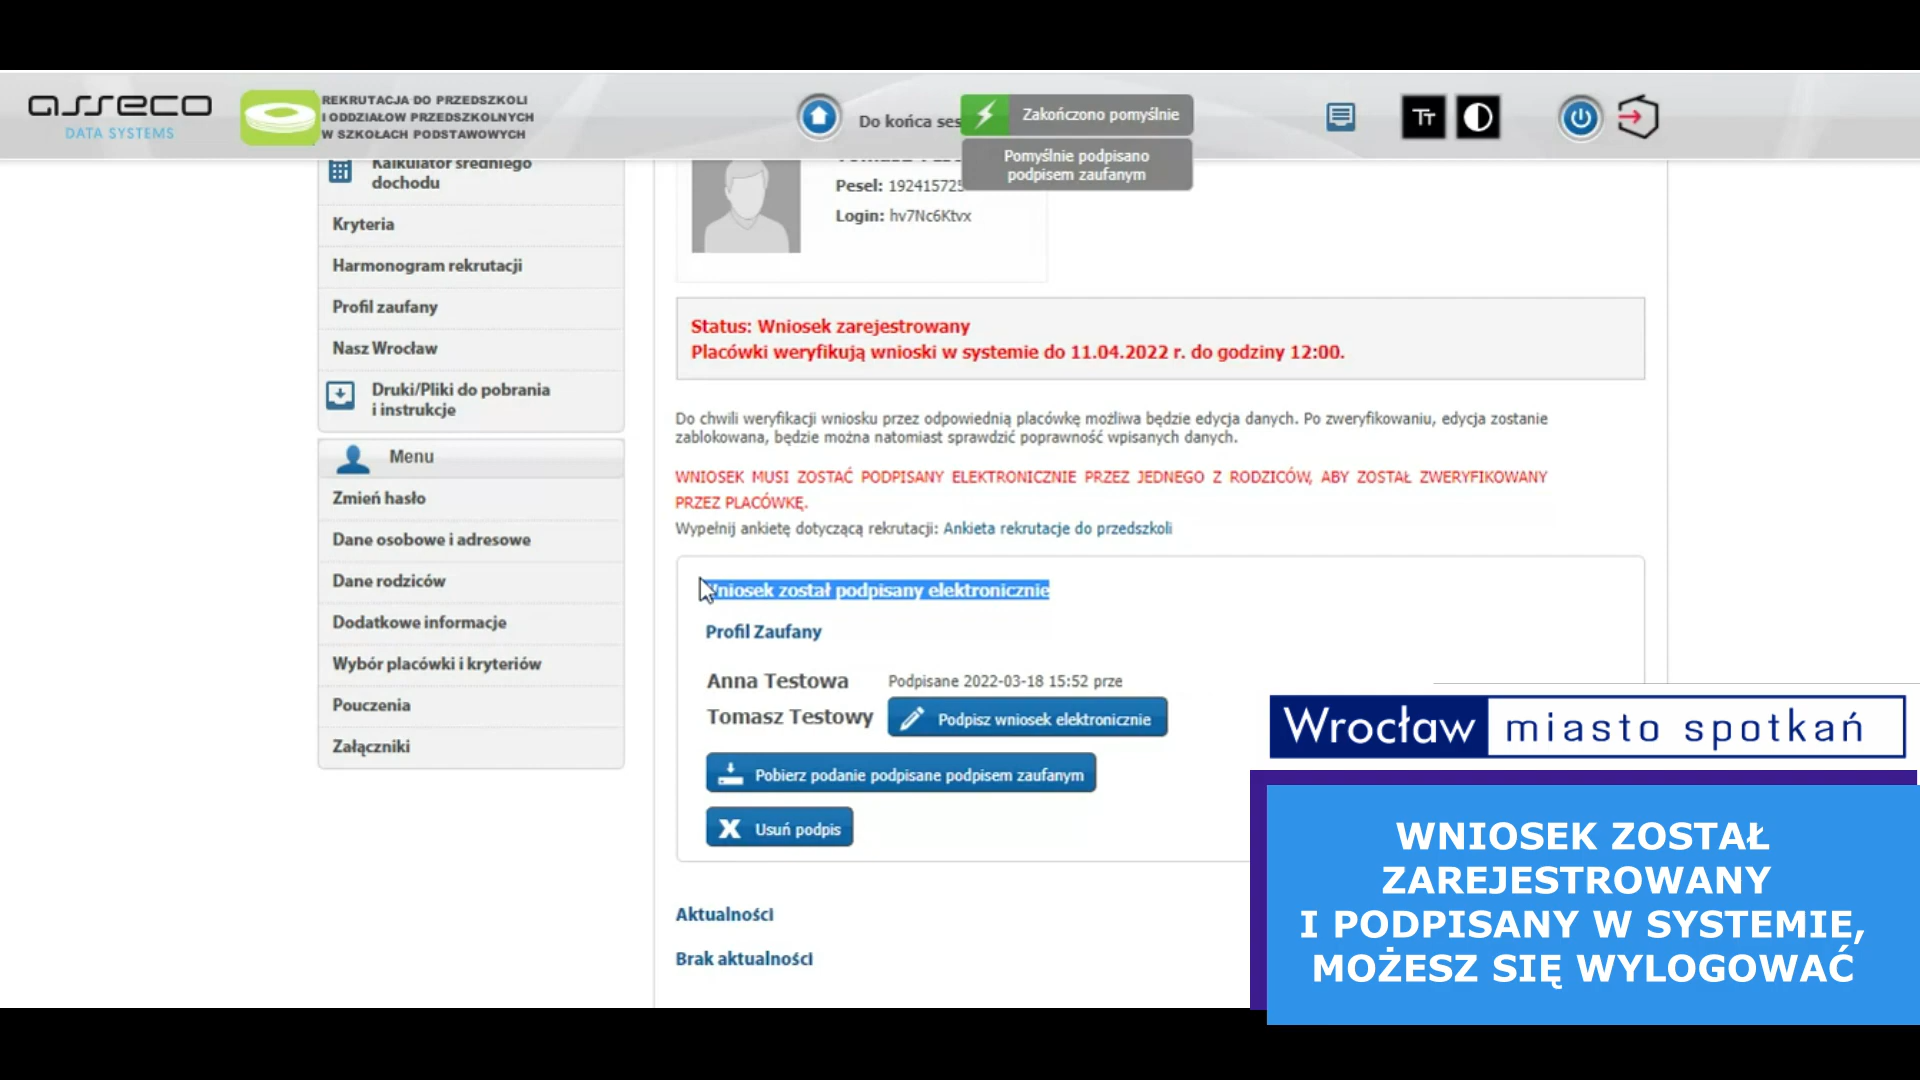 asseco
DATA SYSTEMS
REKRUTACJA DO PRZEDSZKOLI
I ODDZIAŁOW PRZEDSZKOLNYCH
W SZKOŁACH PODSTAWOWYCH
Do końca ses
Zakończono pomyślnie
Pomyślnie podpisano
podpisem zaufanym
Tт
Kalkulator średniego
dochodu
Kryteria
Harmonogram rekrutacji
Profil zaufany
Nasz Wrocław
Druki/Pliki do pobrania
i instrukcje
Menu
Zmień hasło
Dane osobowe i adresowe
Dane rodziców
Dodatkowe informacje
Wybór placówki i kryteriów
Pouczenia
Załączniki
Pesel: 192415725
Login: hv7Nc6Ktvx
Status: Wniosek zarejestrowany
Placówki weryfikują wnioski w systemie do 11.04.2022 r. do godziny 12:00.
Do chwili weryfikacji wniosku przez odpowiednią placówkę możliwa będzie edycja danych. Po zweryfikowaniu, edycja zostanie
zablokowana, będzie można natomiast sprawdzić poprawność wpisanych danych.
WNIOSEK MUSI ZOSTAĆ PODPISANY ELEKTRONICZNIE PRZEZ JEDNEGO Z RODZICÓW, ABY ZOSTAŁ ZWERYFIKOWANY
PRZEZ PLACÓWKĘ.
Wypełnij ankietę dotyczącą rekrutacji: Ankieta rekrutacje do przedszkoli
Wniosek został podpisany elektronicznie
Profil Zaufany
Anna Testowa Podpisane 2022-03-18 15:52 prze
Tomasz Testowy Podpisz wniosek elektronicznie
Pobierz podanie podpisane podpisem zaufanym
Usuń podpis
Aktualności
Brak aktualności
Wrocław miasto spotkań
WNIOSEK ZOSTAŁ
ZAREJESTROWANY
I PODPISANY W SYSTEMIE,
MOŻESZ SIĘ WYLOGOWAĆ